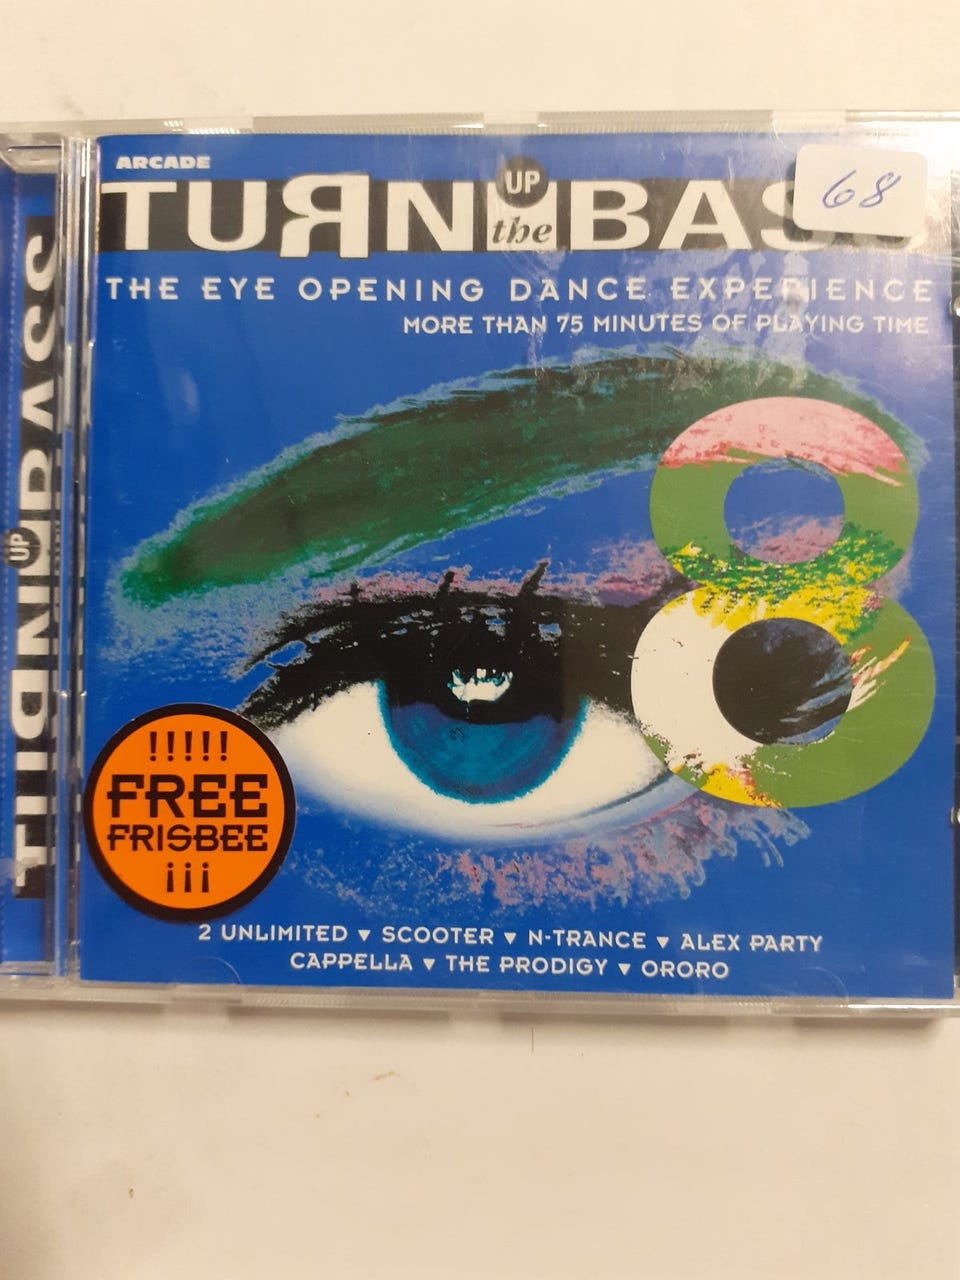 ARCADE
TURN UP the BASS
68
THE EYE OPENING DANCE EXPERIENCE
MORE THAN 75 MINUTES OF PLAYING TIME
8
!!!!!
FREE
FRISBEE
¡¡¡
2 UNLIMITED ▼ SCOOTER ▼ N-TRANCE ▼ ALEX PARTY
CAPPELLA ▼ THE PRODIGY ▼ ORORO
TURN UP BASS